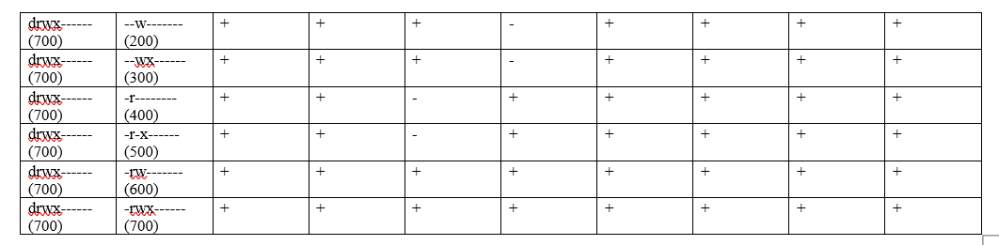 drwx------ --w------- + + + - + + + +
(700) (200)
drwx------ --wx------ + + + - + + + +
(700) (300)
drwx------ -r-------- + + - + + + + +
(700) (400)
drwx------ -r-x------ + + - + + + + +
(700) (500)
drwx------ -rw------- + + + + + + + +
(700) (600)
drwx------ -rwx------ + + + + + + + +
(700) (700)